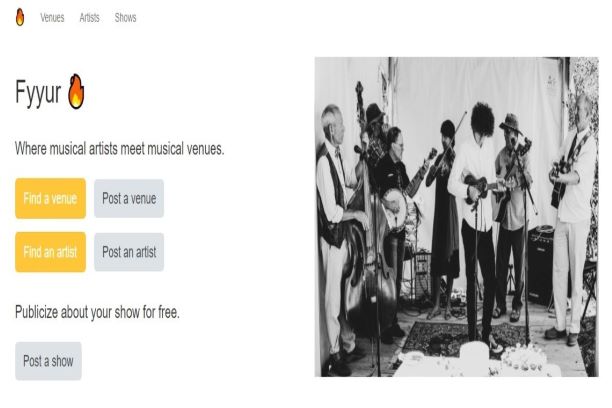 Venues Artists Shows
Fyyur 🔥
Where musical artists meet musical venues.
Find a venue Post a venue
Find an artist Post an artist
Publicize about your show for free.
Post a show